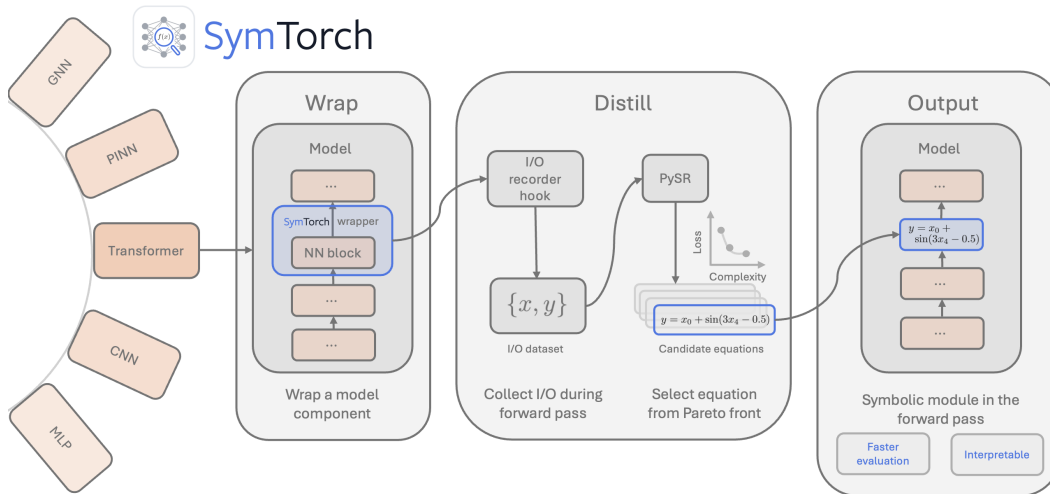 f(x)
SymTorch
GNN
PINN
Transformer
CNN
MLP
Wrap
Model
...
SymTorch wrapper
NN block
...
...
Wrap a model
component
Distill
I/O
recorder
hook
{x, y}
I/O dataset
Collect I/O during
forward pass
PySR
Loss
Complexity
y = x₀ + sin(3x₄ − 0.5)
Candidate equations
Select equation
from Pareto front
Output
Model
...
y = x₀ +
sin(3x₄ − 0.5)
...
...
Symbolic module in the
forward pass
Faster
evaluation
Interpretable